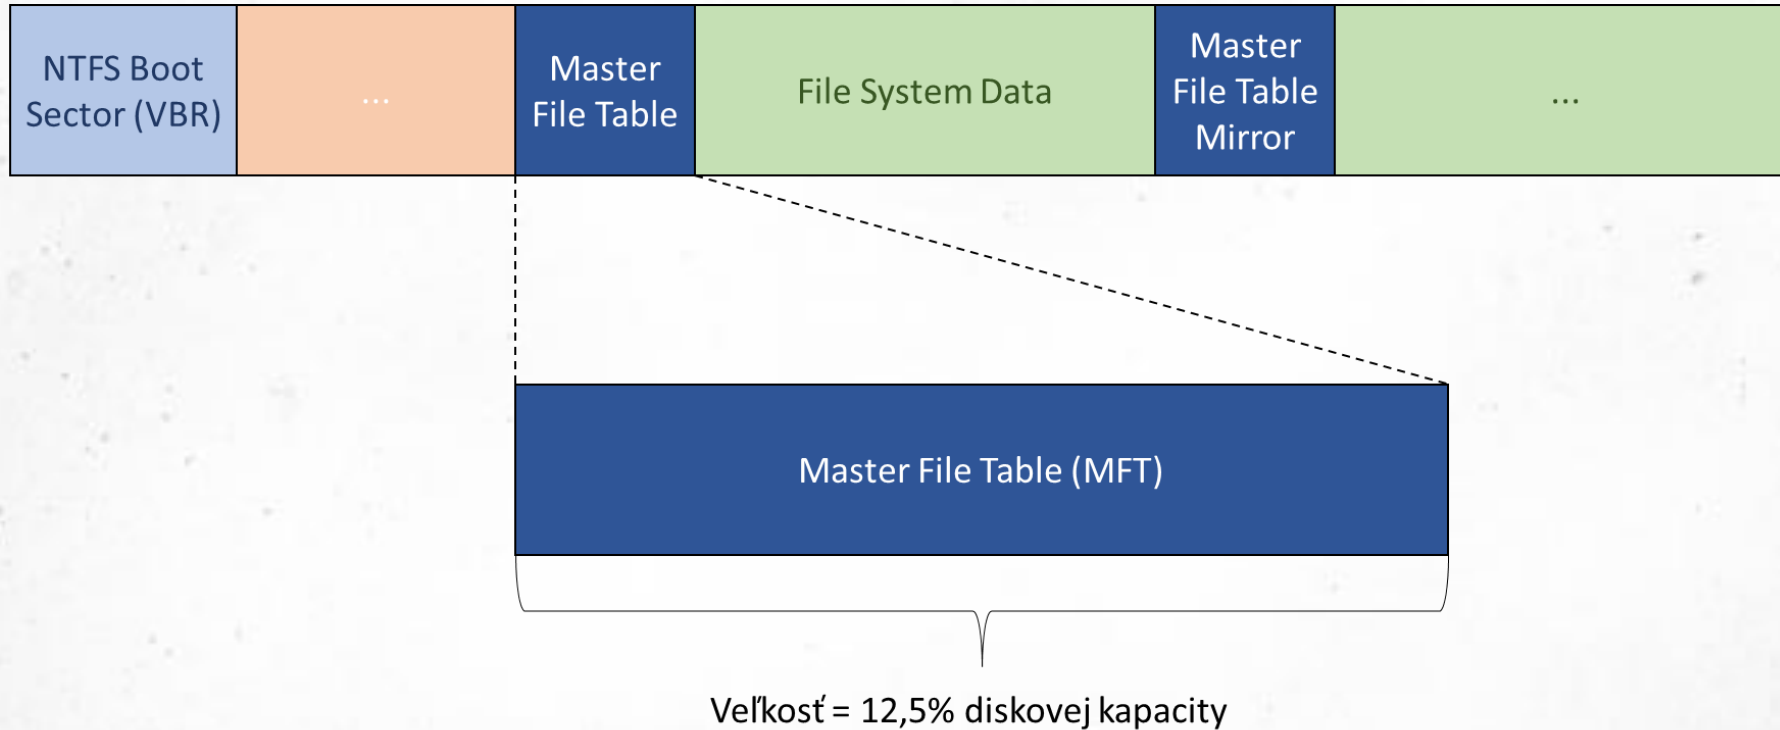 NTFS Boot
Sector (VBR)
...
Master
File Table
File System Data
Master
File Table
Mirror
...
Master File Table (MFT)
Veľkosť = 12,5% diskovej kapacity